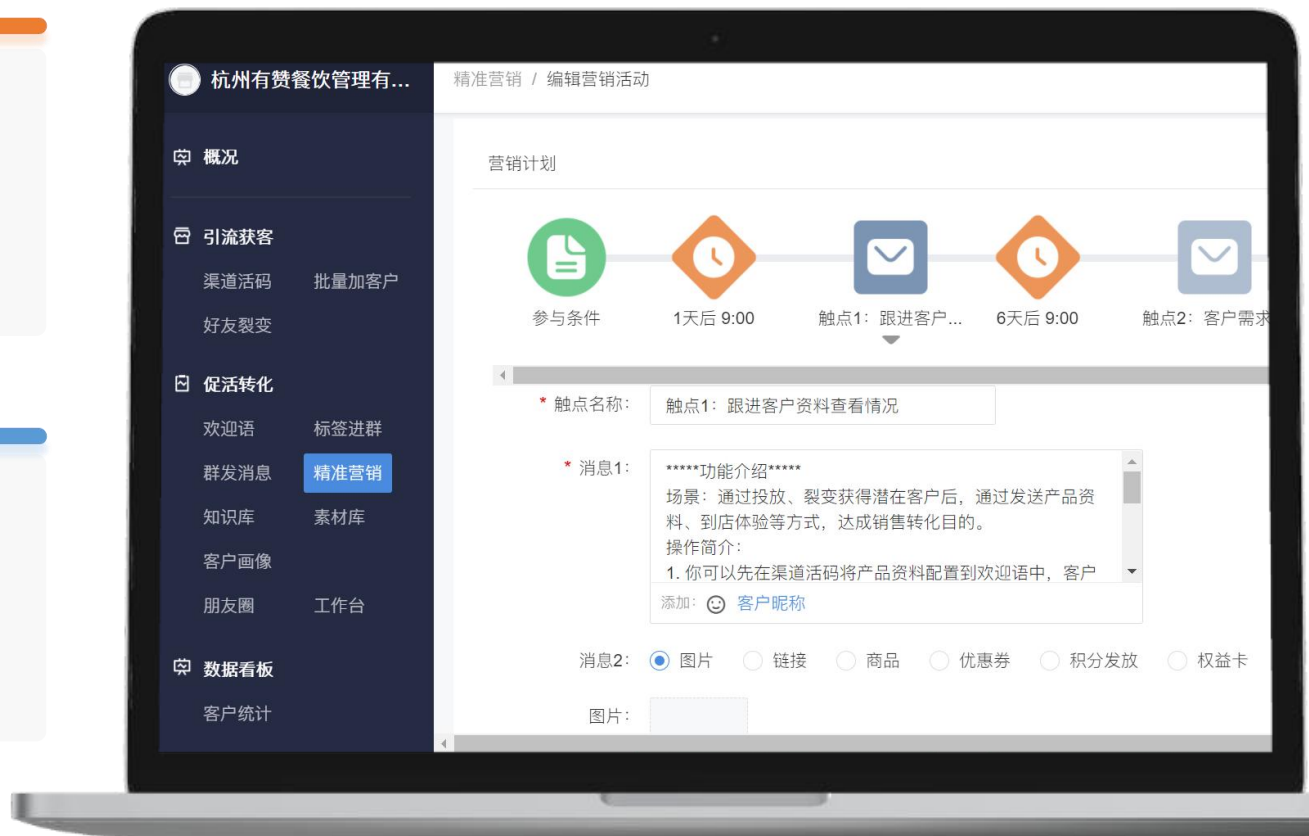 杭州有赞餐饮管理有...
概况
引流获客
渠道活码 批量加客户
好友裂变
促活转化
欢迎语 标签进群
群发消息 精准营销
知识库 素材库
客户画像
朋友圈 工作台
数据看板
客户统计
精准营销 / 编辑营销活动
营销计划
参与条件 1天后 9:00 触点1：跟进客户... 6天后 9:00 触点2：客户需求
* 触点名称： 触点1：跟进客户资料查看情况
* 消息1： *****功能介绍*****
场景：通过投放、裂变获得潜在客户后，通过发送产品资
料、到店体验等方式，达成销售转化目的。
操作简介：
1. 你可以先在渠道活码将产品资料配置到欢迎语中，客户
添加: 客户昵称
消息2： 图片 链接 商品 优惠券 积分发放 权益卡
图片：